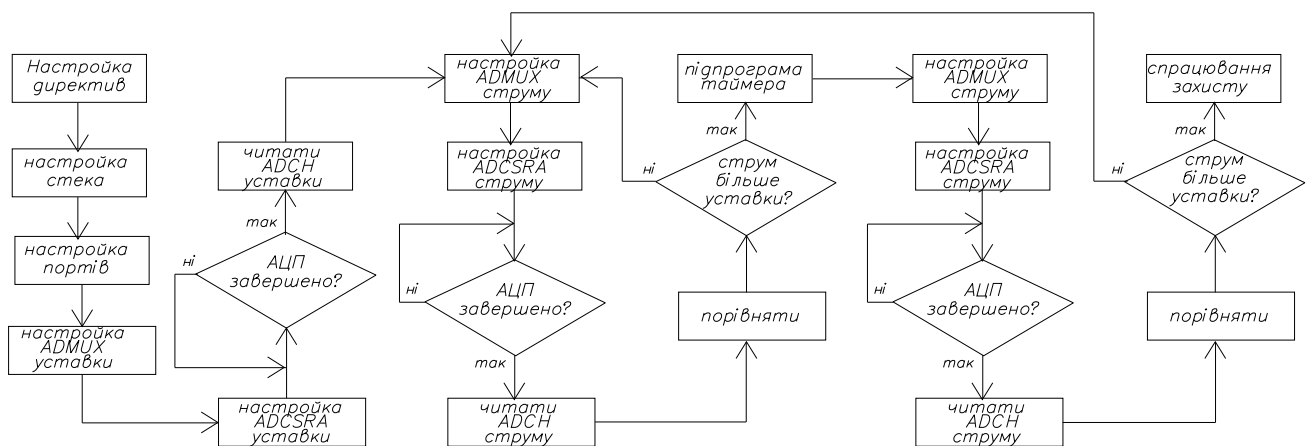 Настройка
директив
настройка
стека
настройка
портів
настройка
ADMUX
уставки
настройка
ADCSRA
уставки
АЦП
завершено?
ні
так
читати
ADCH
уставки
настройка
ADMUX
струму
настройка
ADCSRA
струму
АЦП
завершено?
ні
так
читати
ADCH
струму
порівняти
струм
більше
уставки?
ні
так
підпрограма
таймера
настройка
ADMUX
струму
настройка
ADCSRA
струму
АЦП
завершено?
ні
так
читати
ADCH
струму
порівняти
струм
більше
уставки?
ні
так
спрацювання
захисту